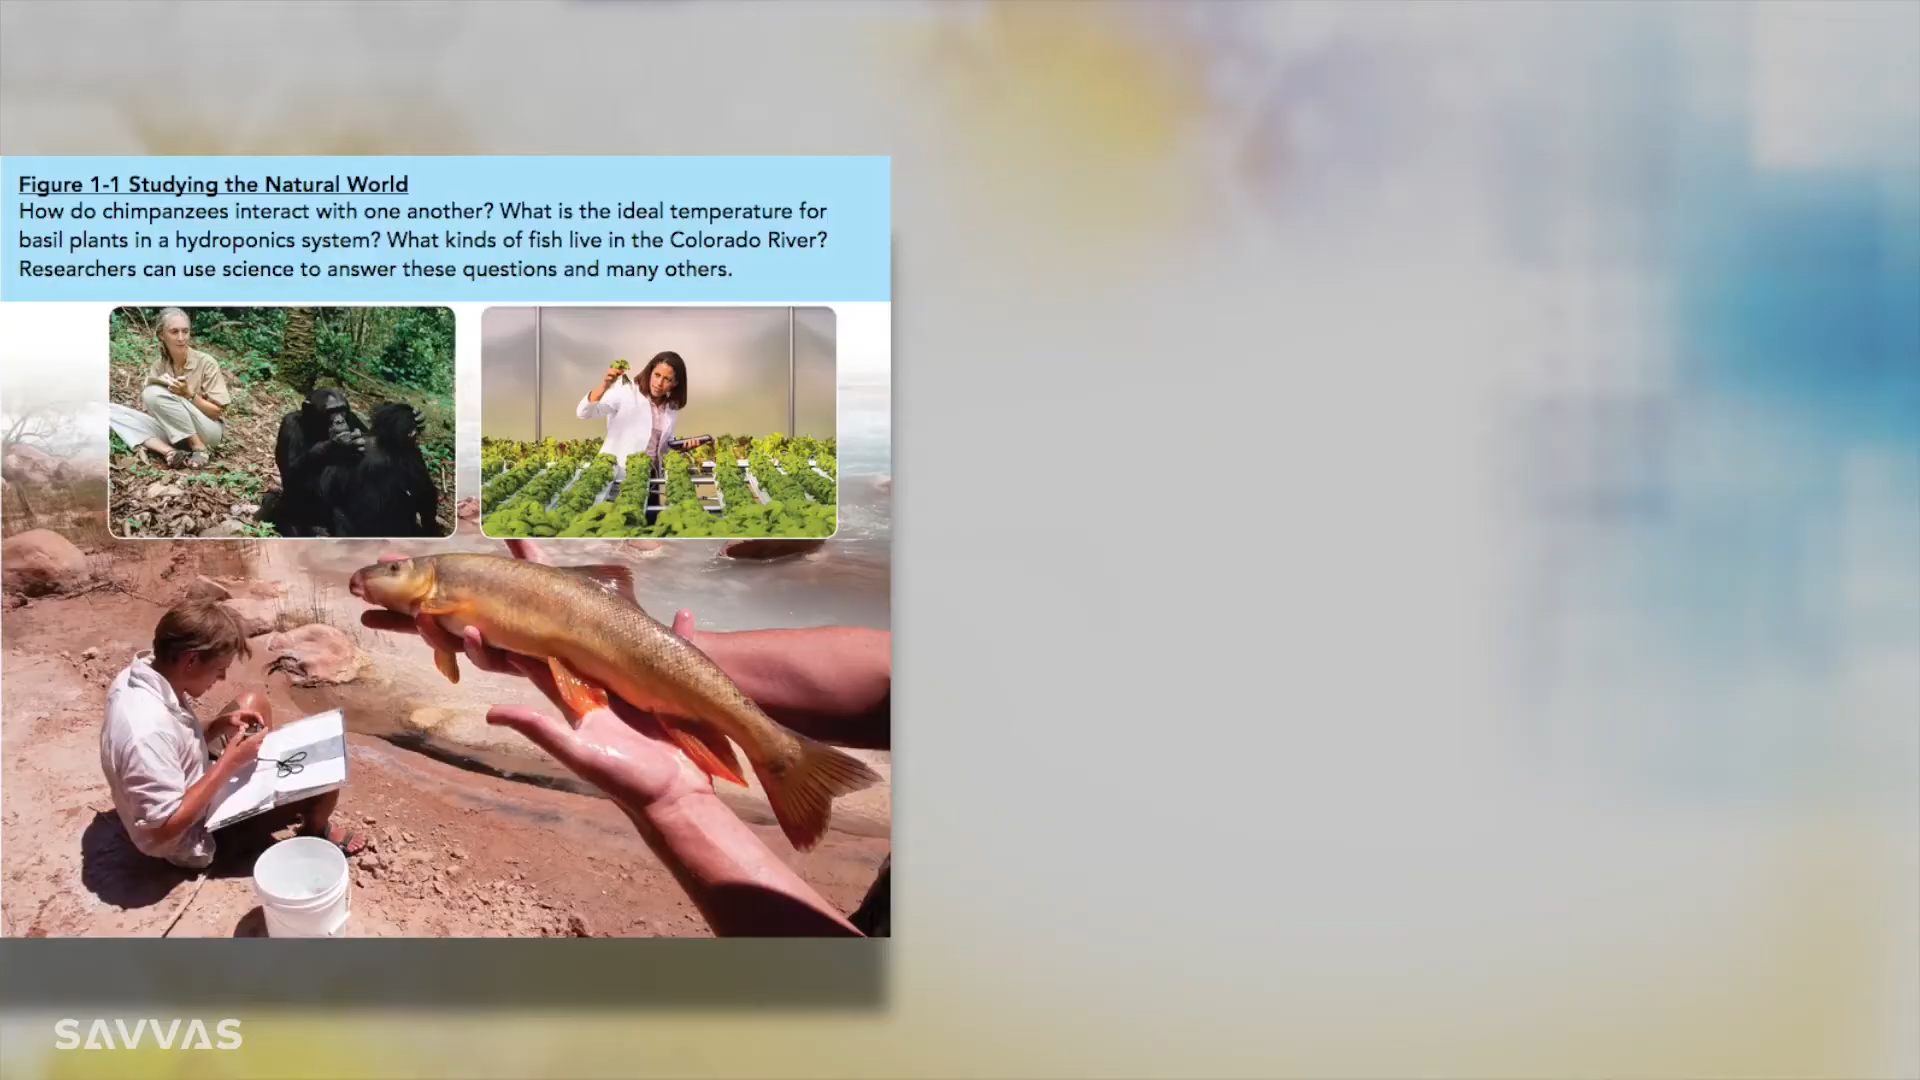 Figure 1-1 Studying the Natural World
How do chimpanzees interact with one another? What is the ideal temperature for
basil plants in a hydroponics system? What kinds of fish live in the Colorado River?
Researchers can use science to answer these questions and many others.
SAVVAS